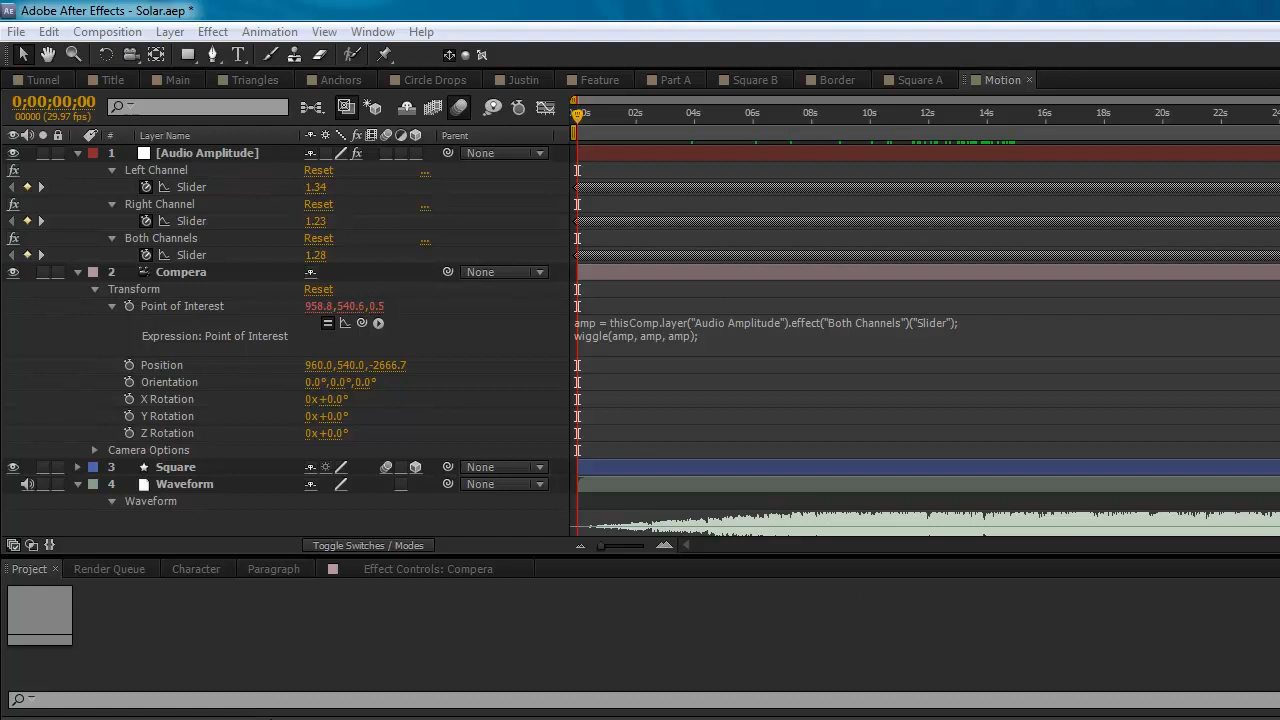 Adobe After Effects - Solar.aep *
File Edit Composition Layer Effect Animation View Window Help
Tunnel Title Main Triangles Anchors Circle Drops Justin Feature Part A Square B Border Square A Motion
0;00;00;00
00000 (29.97 fps)
02s 04s 06s 08s 10s 12s 14s 16s 18s 20s 22s
# Layer Name fx Parent
1 [Audio Amplitude] fx None
fx Left Channel Reset ...
Slider 1.34
fx Right Channel Reset ...
Slider 1.23
fx Both Channels Reset ...
Slider 1.28
2 Compera None
Transform Reset
Point of Interest 958.8,540.6,0.5
amp = thisComp.layer("Audio Amplitude").effect("Both Channels")("Slider");
Expression: Point of Interest wiggle(amp, amp, amp);
Position 960.0,540.0,-2666.7
Orientation 0.0°,0.0°,0.0°
X Rotation 0x+0.0°
Y Rotation 0x+0.0°
Z Rotation 0x+0.0°
Camera Options
3 Square None
4 Waveform None
Waveform
Toggle Switches / Modes
Project Render Queue Character Paragraph Effect Controls: Compera